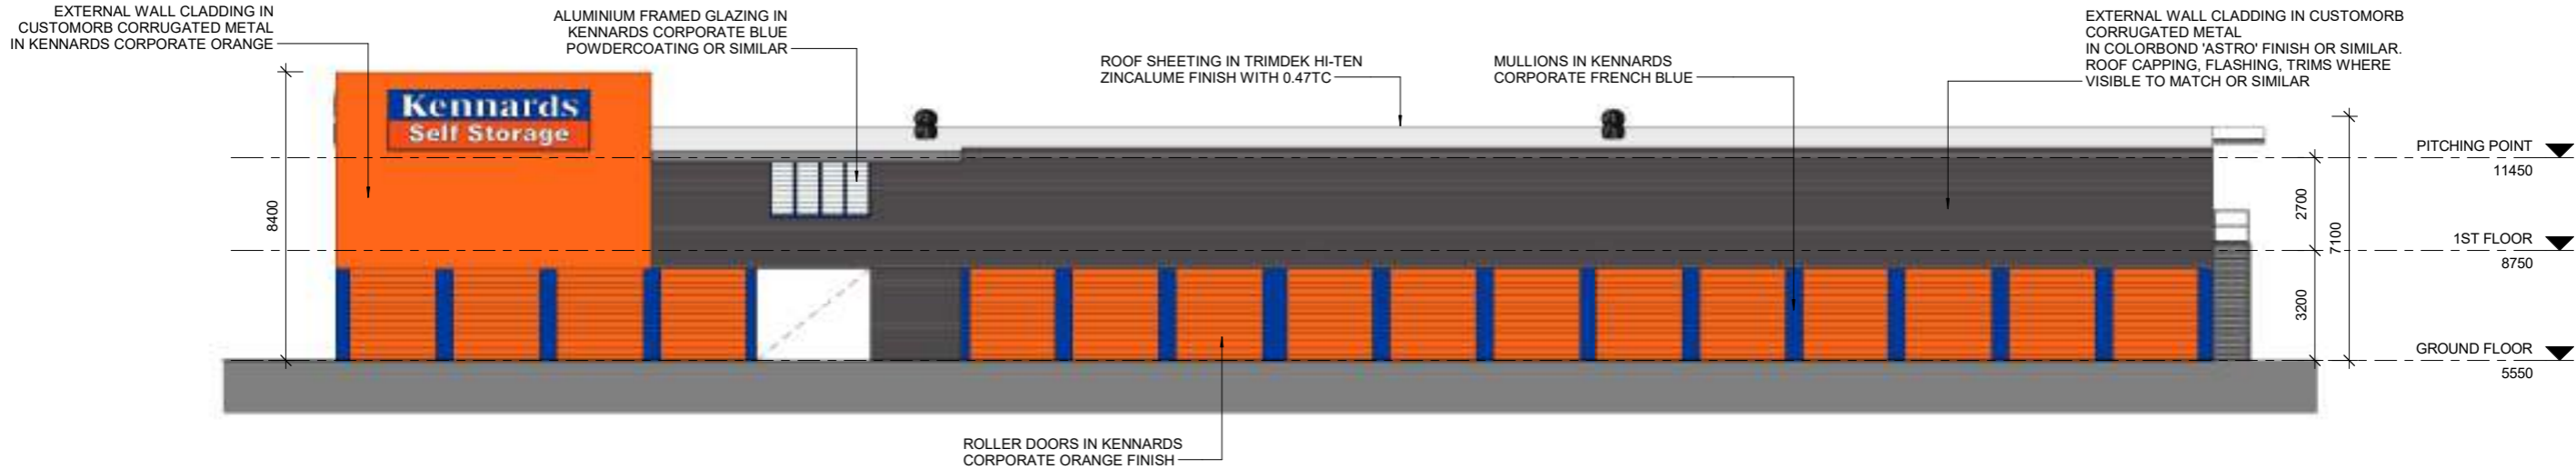 EXTERNAL WALL CLADDING IN
CUSTOMORB CORRUGATED METAL
IN KENNARDS CORPORATE ORANGE
ALUMINIUM FRAMED GLAZING IN
KENNARDS CORPORATE BLUE
POWDERCOATING OR SIMILAR
ROOF SHEETING IN TRIMDEK HI-TEN
ZINCALUME FINISH WITH 0.47TC
MULLIONS IN KENNARDS
CORPORATE FRENCH BLUE
EXTERNAL WALL CLADDING IN CUSTOMORB
CORRUGATED METAL
IN COLORBOND 'ASTRO' FINISH OR SIMILAR.
ROOF CAPPING, FLASHING, TRIMS WHERE
VISIBLE TO MATCH OR SIMILAR
Kennards
Self Storage
8400
2700
3200
7100
PITCHING POINT
11450
1ST FLOOR
8750
GROUND FLOOR
5550
ROLLER DOORS IN KENNARDS
CORPORATE ORANGE FINISH